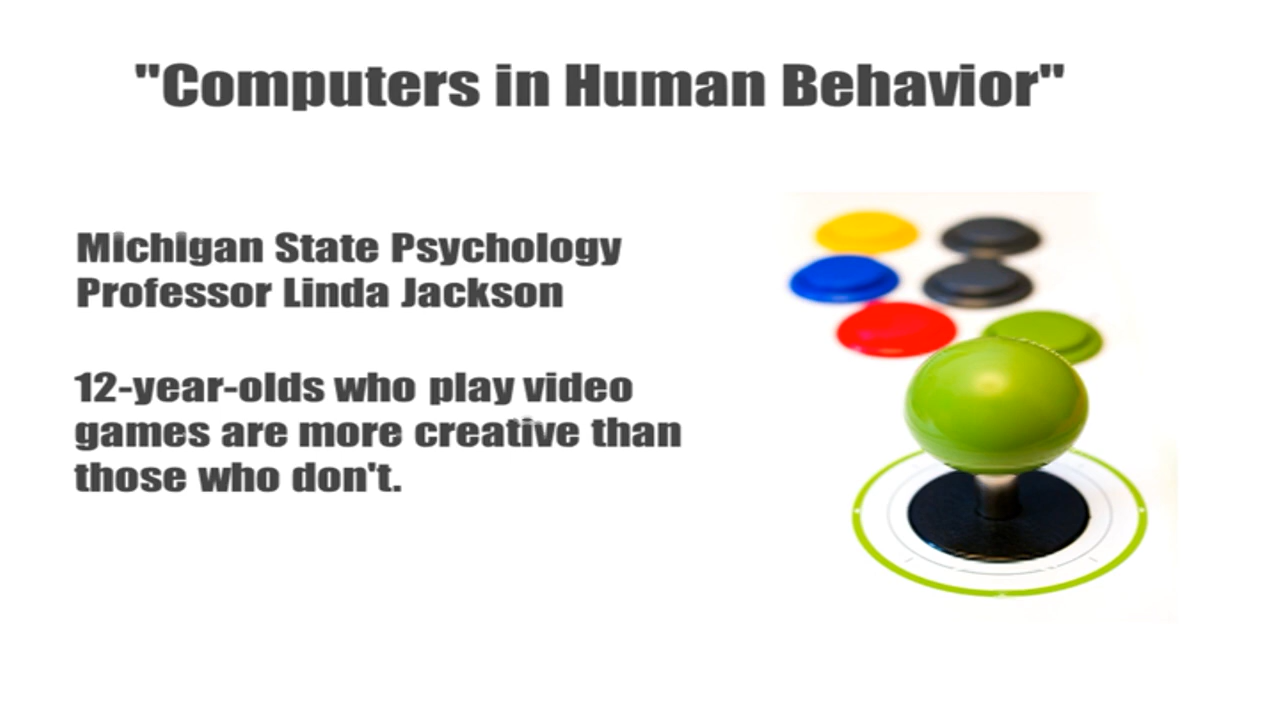 "Computers in Human Behavior"
Michigan State Psychology
Professor Linda Jackson
12-year-olds who play video
games are more creative than
those who don't.